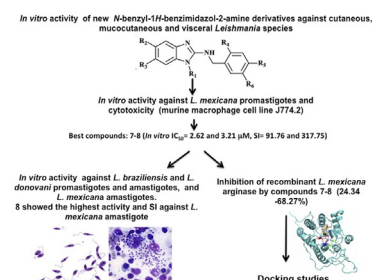 In vitro activity of new N-benzyl-1H-benzimidazol-2-amine derivatives against cutaneous,
mucocutaneous and visceral Leishmania species
R₂
R₃
N
N
R₁
NH
R₄
R₅
R₆
In vitro activity against L. mexicana promastigotes and
cytotoxicity (murine macrophage cell line J774.2)
Best compounds: 7-8 (In vitro IC₅₀= 2.62 and 3.21 µM, SI= 91.76 and 317.75)
In vitro activity against L. braziliensis and L.
donovani promastigotes and amastigotes, and
L. mexicana amastigotes.
8 showed the highest activity and SI against L.
mexicana amastigote
Inhibition of recombinant L. mexicana
arginase by compounds 7-8 (24.34
-68.27%)
Docking studies